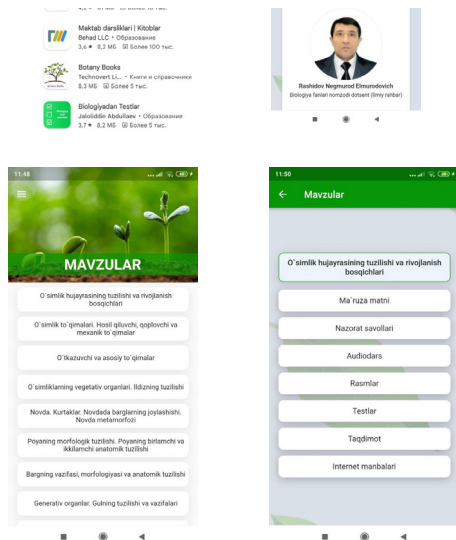 Maktab darsliklari | Kitoblar
Behad LLC • Образование
3,6 ★ 8,2 МБ Более 100 тыс.
Botany Books
Technovert Li... • Книги и справочники
8,3 МБ Более 5 тыс.
Biologiyadan Testlar
Jaloliddin Abdullaev • Образование
3,7 ★ 6,2 МБ Более 5 тыс.
Rashidov Negmurod Elmurodovich
Biologiya fanlari nomzodi dotsent (Ilmiy rahbar)
11:48
MAVZULAR
O`simlik hujayrasining tuzilishi va rivojlanish
bosqichlari
O`simlik to`qimalari. Hosil qiluvchi, qoplovchi va
mexanik to`qimalar
O`tkazuvchi va asosiy to`qimalar
O`simliklarning vegetativ organlari. Ildizning tuzilishi
Novda. Kurtaklar. Novdada barglarning joylashishi.
Novda metamorfozi
Poyaning morfologik tuzilishi. Poyaning birlamchi va
ikkilamchi anatomik tuzilishi
Bargning vazifasi, morfologiyasi va anatomik tuzilishi
Generativ organlar. Gulning tuzilishi va vazifalari
11:50
Mavzular
O`simlik hujayrasining tuzilishi va rivojlanish
bosqichlari
Ma`ruza matni
Nazorat savollari
Audiodars
Rasmlar
Testlar
Taqdimot
Internet manbalari